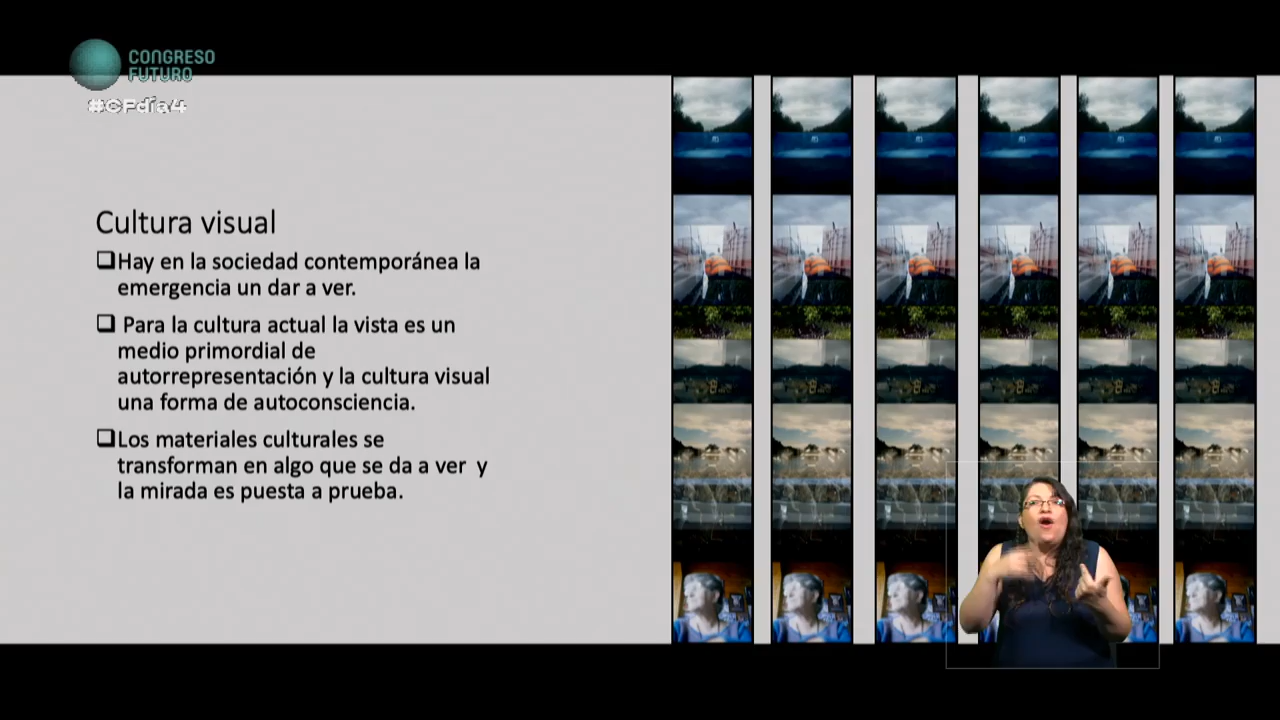 CONGRESO
FUTURO
#CFdía4
Cultura visual
❑Hay en la sociedad contemporánea la
emergencia un dar a ver.
❑ Para la cultura actual la vista es un
medio primordial de
autorrepresentación y la cultura visual
una forma de autoconsciencia.
❑Los materiales culturales se
transforman en algo que se da a ver y
la mirada es puesta a prueba.